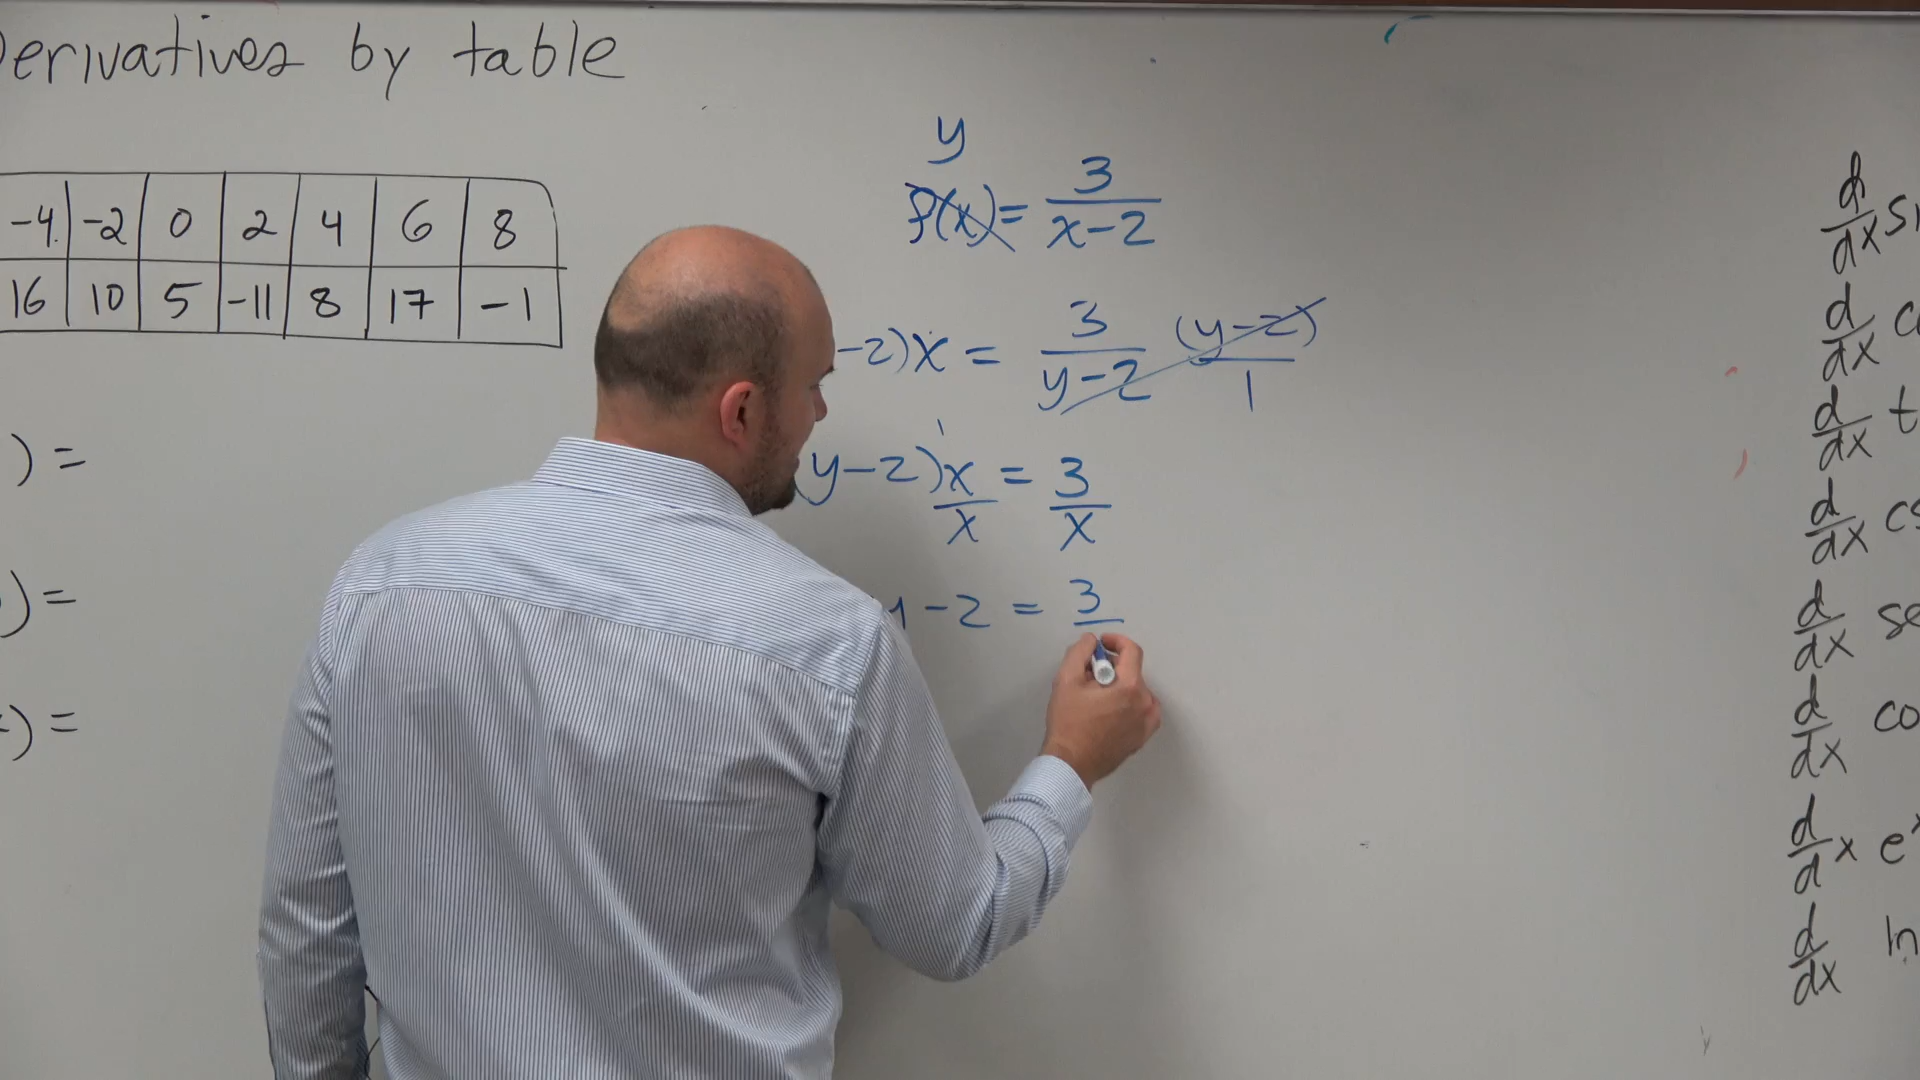 Derivatives by table
-4 -2 0 2 4 6 8
16 10 5 -11 8 17 -1
) =
) =
) =
y
f(x) = 3/(x-2)
-2)x = 3/(y-2) (y-2)/1
(y-2)x/x = 3/x
y-2 = 3
d/dx
d/dx
d/dx t
d/dx cs
d/dx se
d/dx co
d/d x e^x
d/dx ln